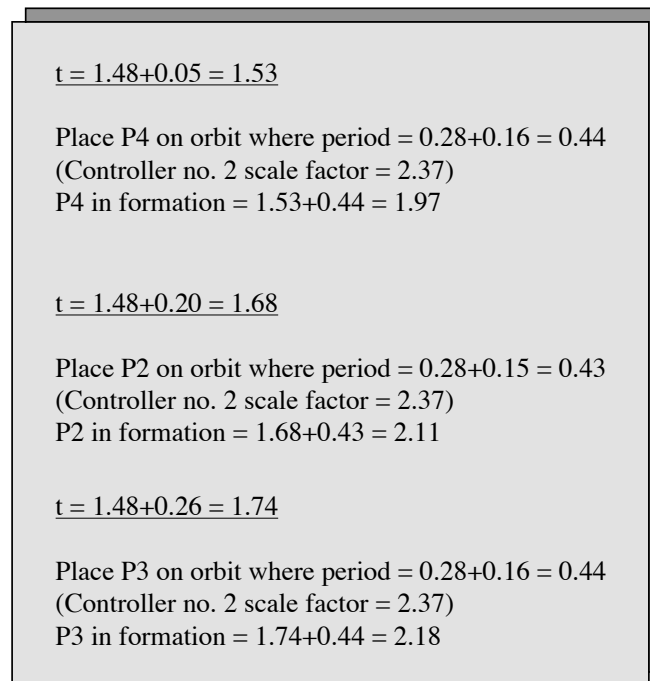 t = 1.48+0.05 = 1.53
Place P4 on orbit where period = 0.28+0.16 = 0.44
(Controller no. 2 scale factor = 2.37)
P4 in formation = 1.53+0.44 = 1.97
t = 1.48+0.20 = 1.68
Place P2 on orbit where period = 0.28+0.15 = 0.43
(Controller no. 2 scale factor = 2.37)
P2 in formation = 1.68+0.43 = 2.11
t = 1.48+0.26 = 1.74
Place P3 on orbit where period = 0.28+0.16 = 0.44
(Controller no. 2 scale factor = 2.37)
P3 in formation = 1.74+0.44 = 2.18